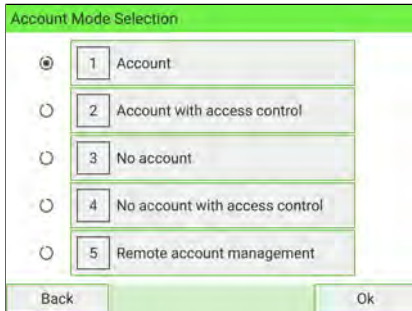 Account Mode Selection
1 Account
2 Account with access control
3 No account
4 No account with access control
5 Remote account management
Back Ok